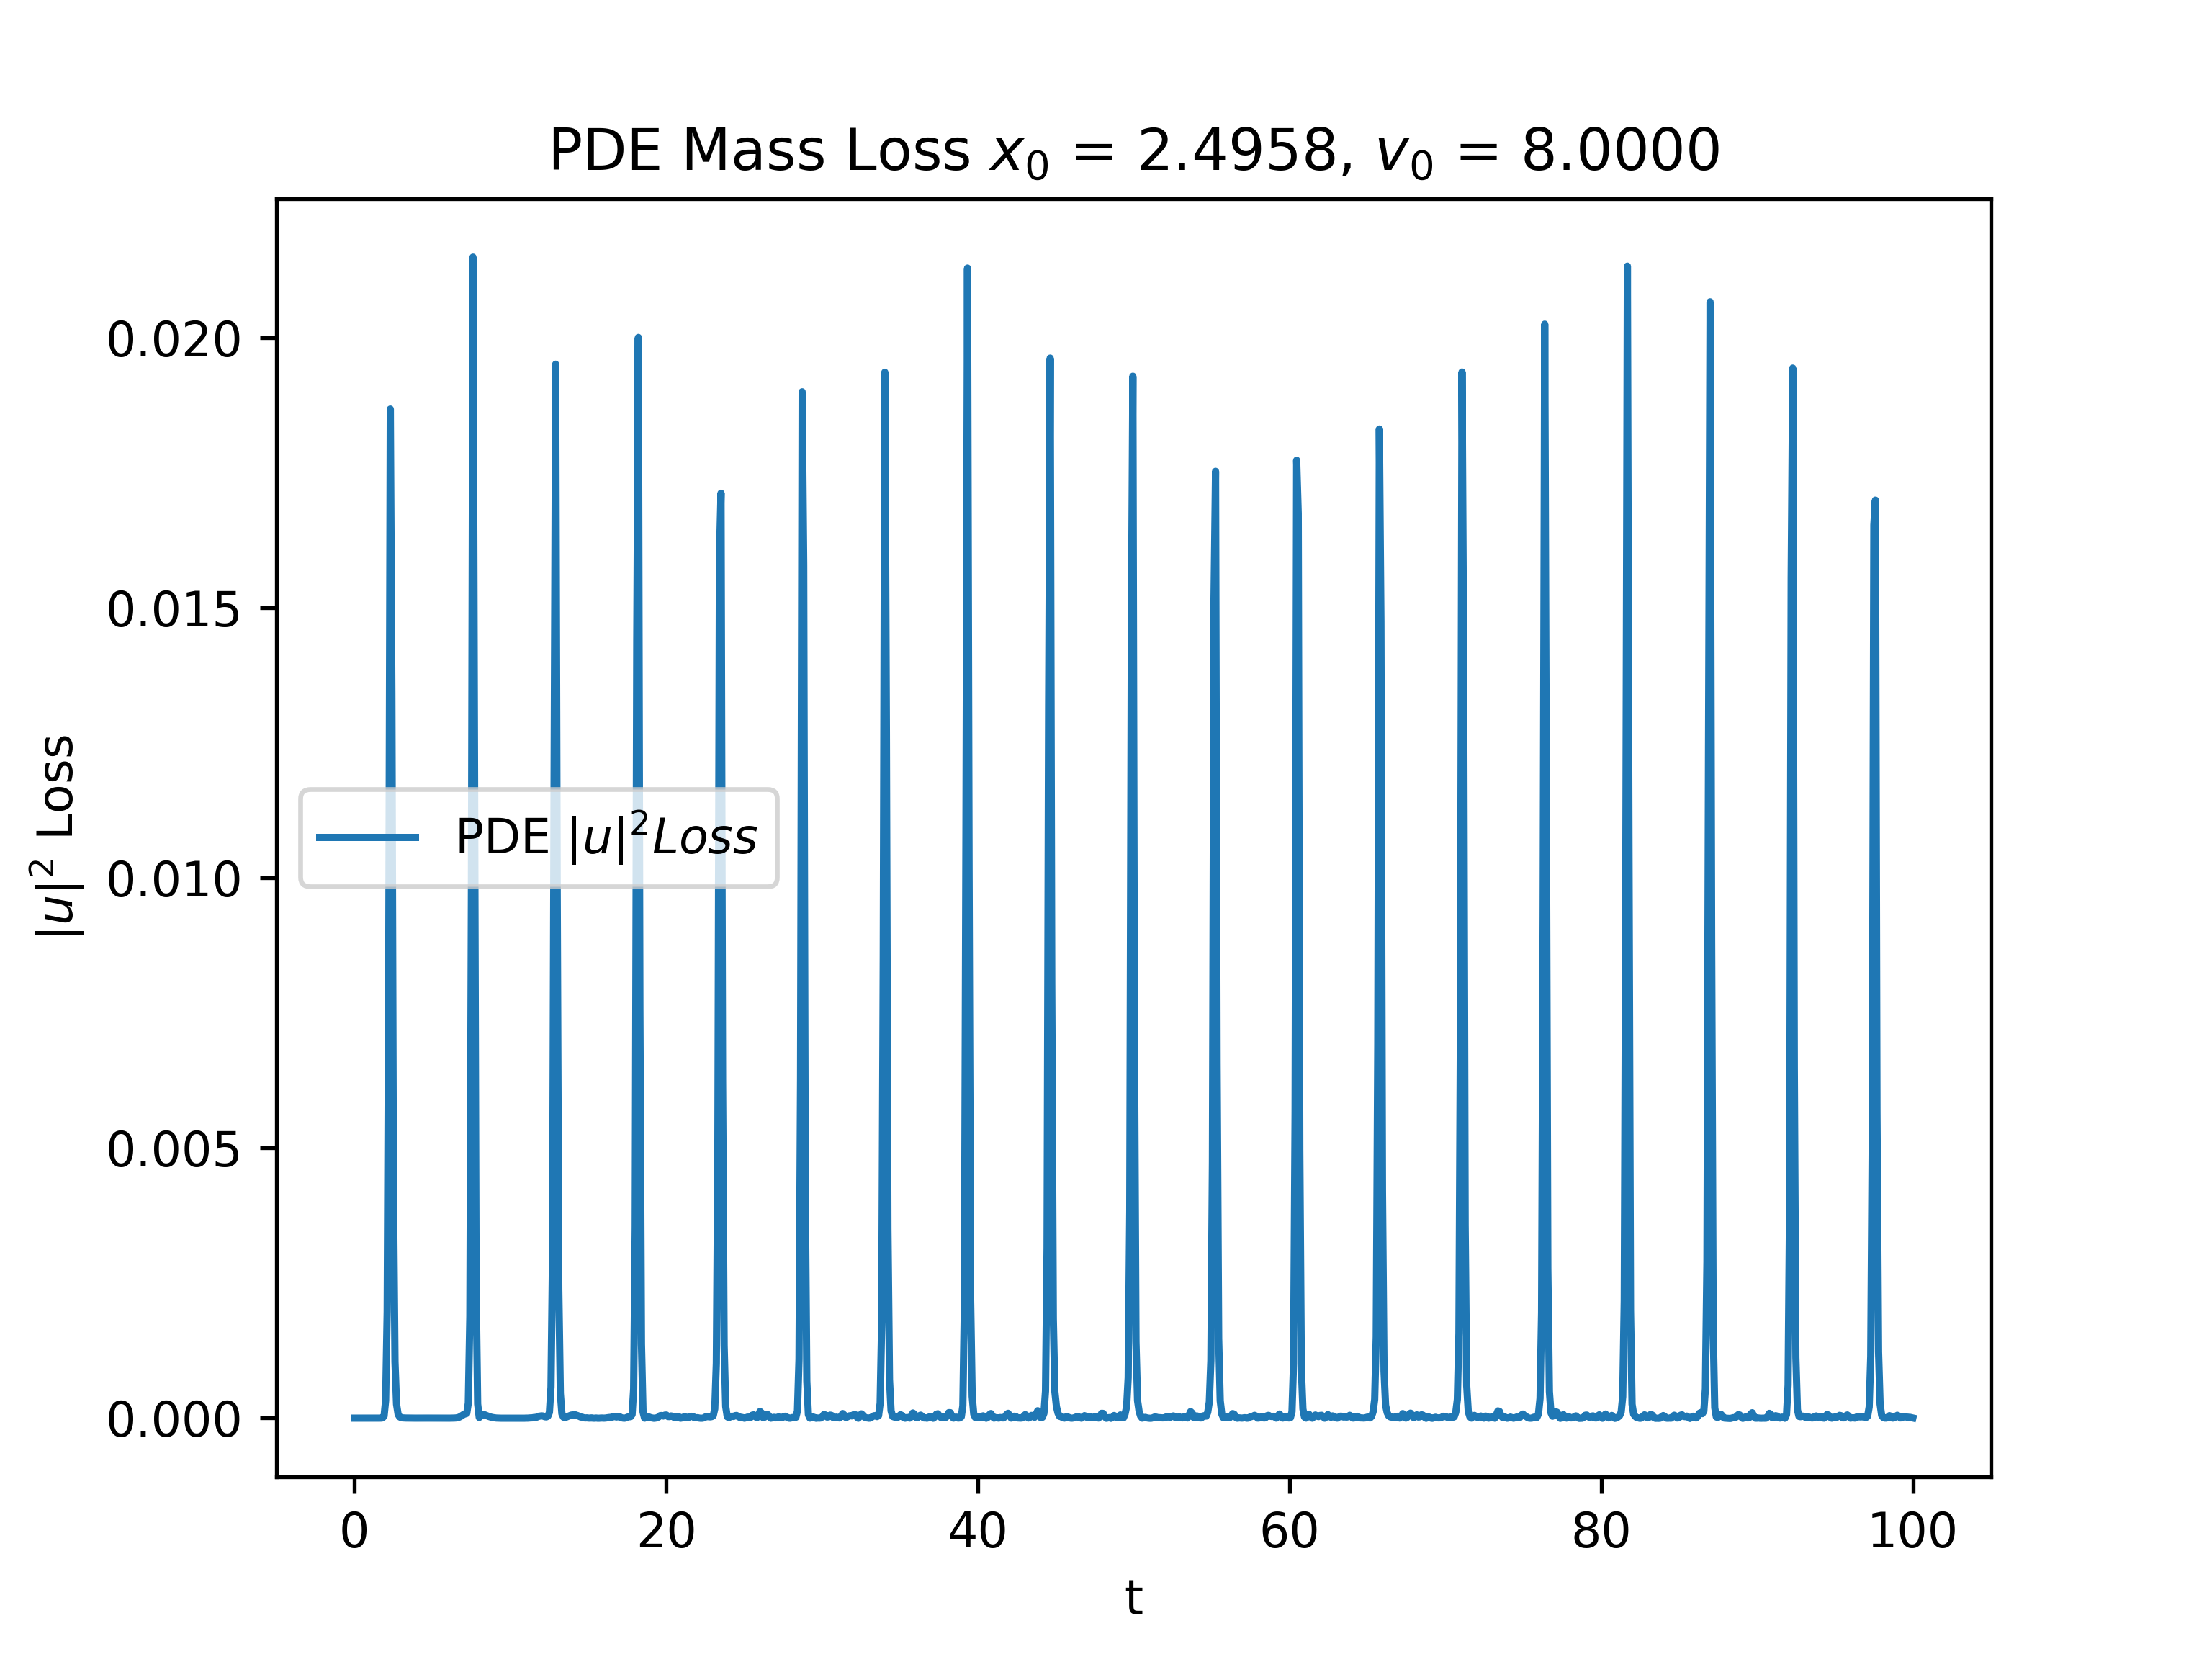 PDE Mass Loss x₀ = 2.4958, v₀ = 8.0000
|u|² Loss
0.020
0.015
0.010
0.005
0.000
PDE |u|²Loss
0 20 40 60 80 100
t